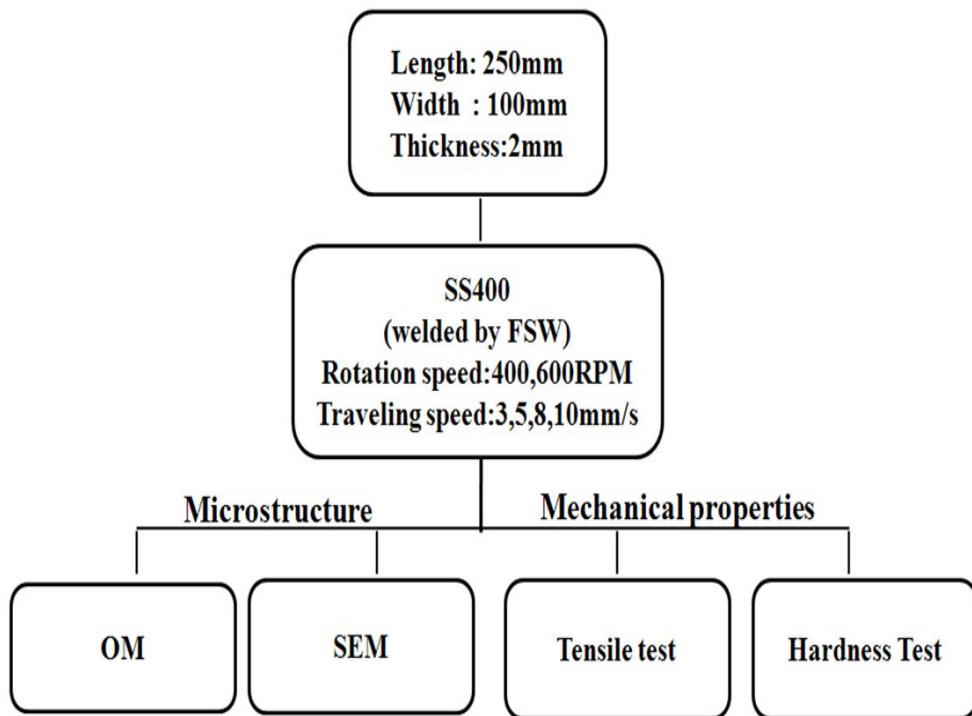 Length: 250mm
Width : 100mm
Thickness:2mm
SS400
(welded by FSW)
Rotation speed:400,600RPM
Traveling speed:3,5,8,10mm/s
Microstructure
Mechanical properties
OM
SEM
Tensile test
Hardness Test